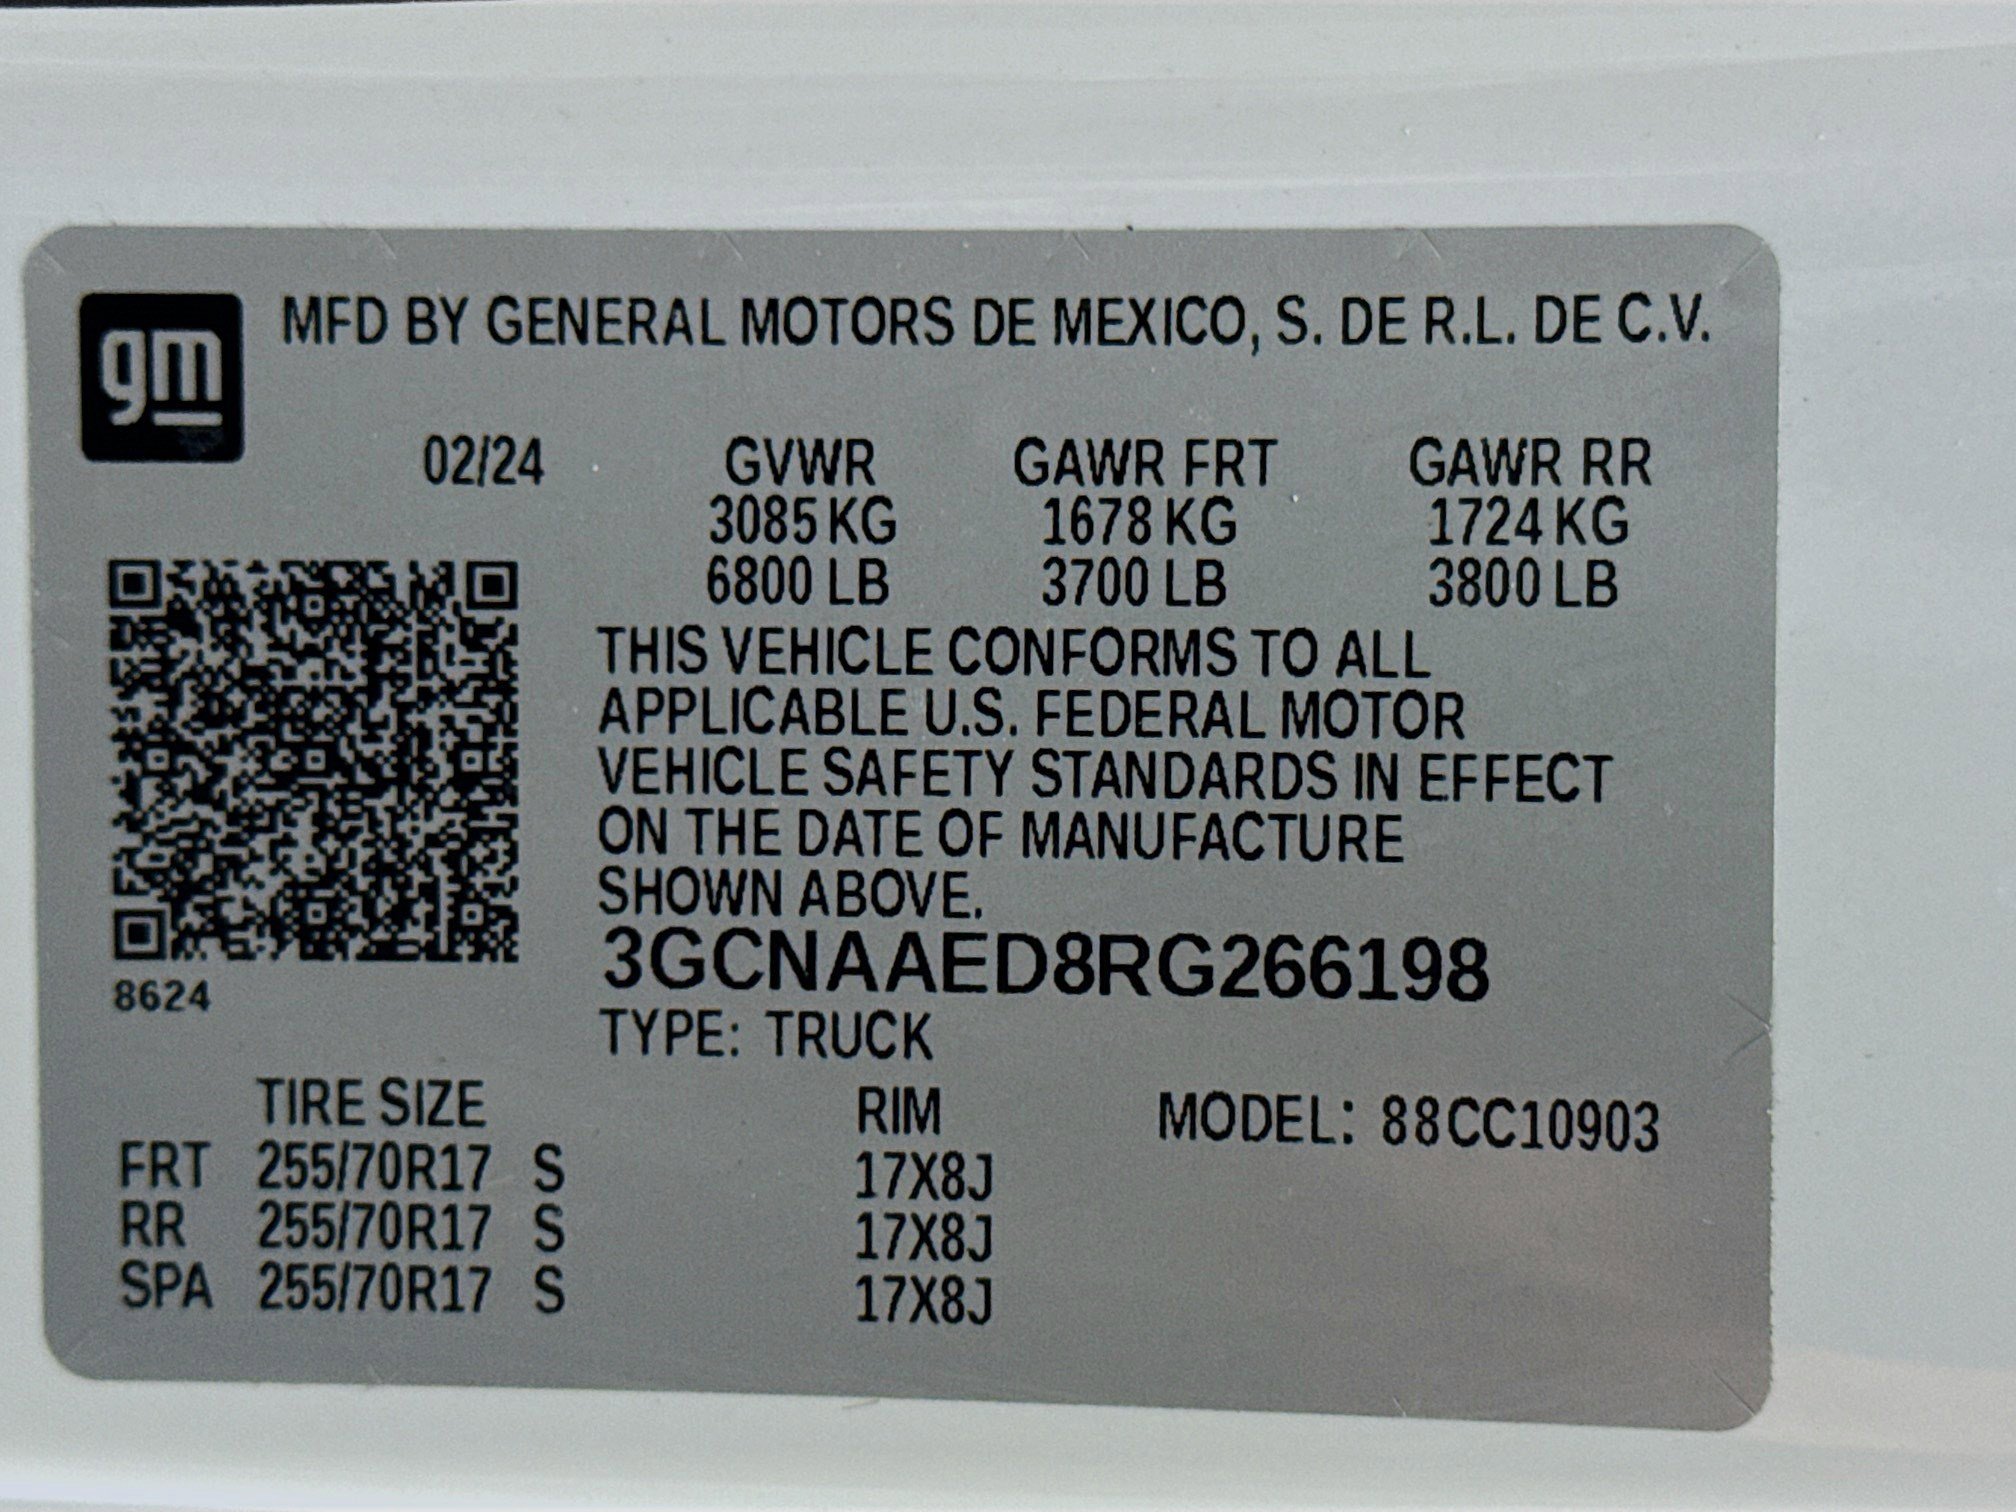 gm
MFD BY GENERAL MOTORS DE MEXICO, S. DE R.L. DE C.V.
02/24 GVWR GAWR FRT GAWR RR
3085 KG 1678 KG 1724 KG
6800 LB 3700 LB 3800 LB
THIS VEHICLE CONFORMS TO ALL
APPLICABLE U.S. FEDERAL MOTOR
VEHICLE SAFETY STANDARDS IN EFFECT
ON THE DATE OF MANUFACTURE
SHOWN ABOVE.
3GCNAAED8RG266198
8624
TYPE: TRUCK
TIRE SIZE RIM MODEL: 88CC10903
FRT 255/70R17 S 17X8J
RR 255/70R17 S 17X8J
SPA 255/70R17 S 17X8J